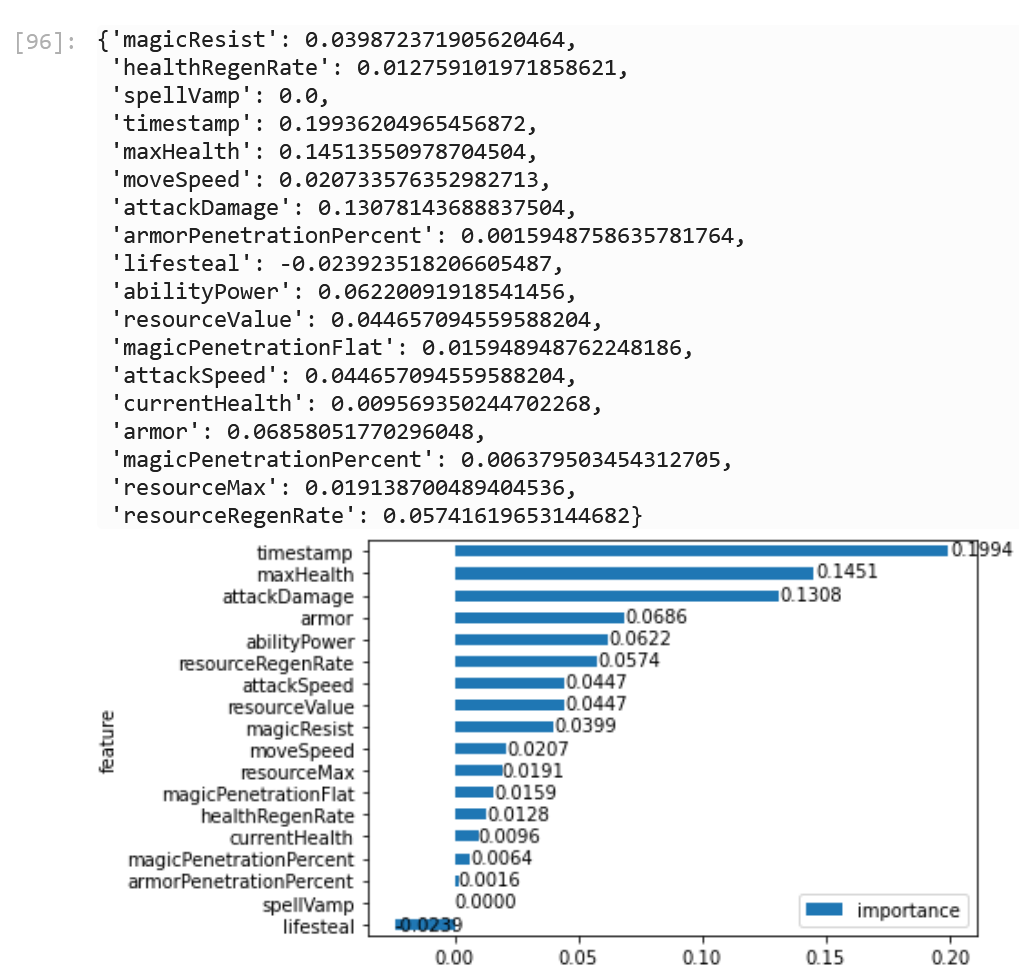 [96]: {'magicResist': 0.039872371905620464,
'healthRegenRate': 0.012759101971858621,
'spellVamp': 0.0,
'timestamp': 0.19936204965456872,
'maxHealth': 0.14513550978704504,
'moveSpeed': 0.020733576352982713,
'attackDamage': 0.13078143688837504,
'armorPenetrationPercent': 0.0015948758635781764,
'lifesteal': -0.023923518206605487,
'abilityPower': 0.06220091918541456,
'resourceValue': 0.044657094559588204,
'magicPenetrationFlat': 0.015948948762248186,
'attackSpeed': 0.044657094559588204,
'currentHealth': 0.009569350244702268,
'armor': 0.06858051770296048,
'magicPenetrationPercent': 0.006379503454312705,
'resourceMax': 0.019138700489404536,
'resourceRegenRate': 0.05741619653144682}
timestamp 0.1994
maxHealth 0.1451
attackDamage 0.1308
armor 0.0686
abilityPower 0.0622
resourceRegenRate 0.0574
attackSpeed 0.0447
resourceValue 0.0447
magicResist 0.0399
moveSpeed 0.0207
resourceMax 0.0191
magicPenetrationFlat 0.0159
healthRegenRate 0.0128
currentHealth 0.0096
magicPenetrationPercent 0.0064
armorPenetrationPercent 0.0016
spellVamp 0.0000
lifesteal -0.0239
feature
importance
0.00 0.05 0.10 0.15 0.20